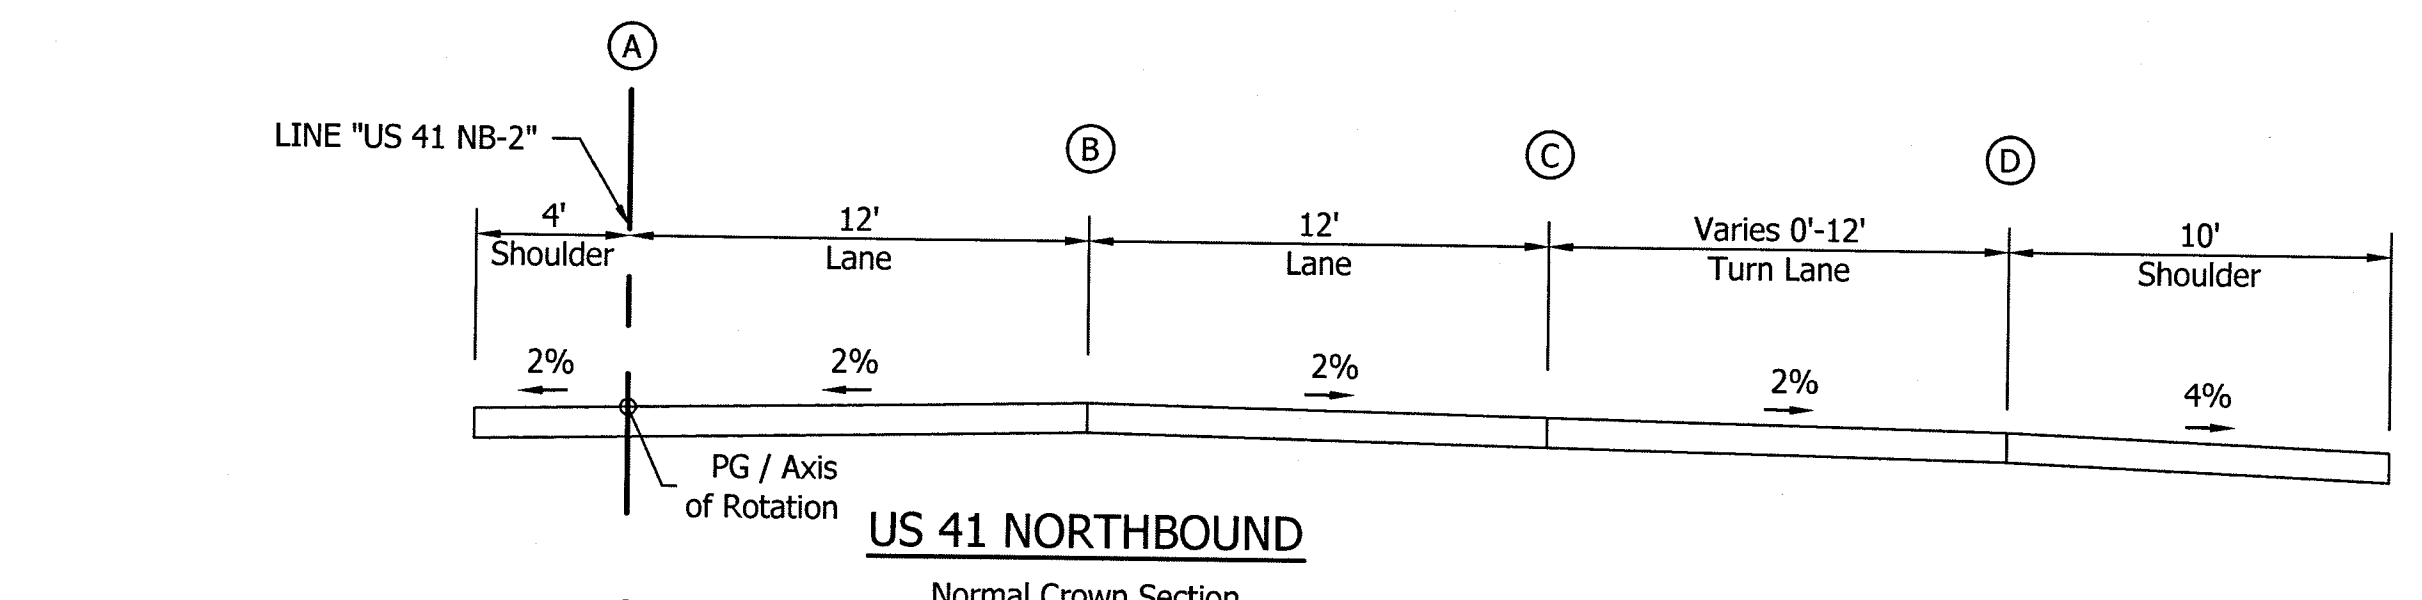 A
LINE "US 41 NB-2"
B
C
D
4'
Shoulder
12'
Lane
12'
Lane
Varies 0'-12'
Turn Lane
10'
Shoulder
2%
2%
2%
2%
4%
PG / Axis
of Rotation
US 41 NORTHBOUND
Normal Crown Section